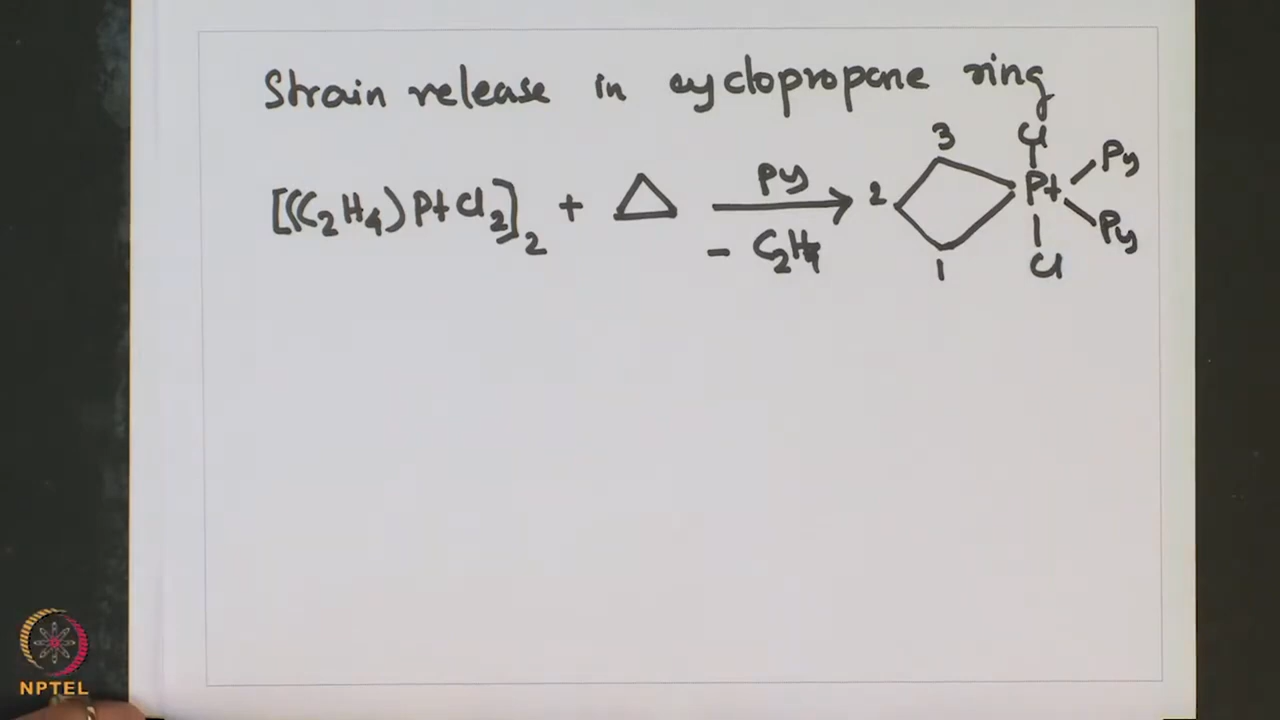 Strain release in cyclopropane ring
[(C2H4)PtCl2]2 + △ py - C2H4 2 3 1 Cl Pt Py Py Cl
NPTEL